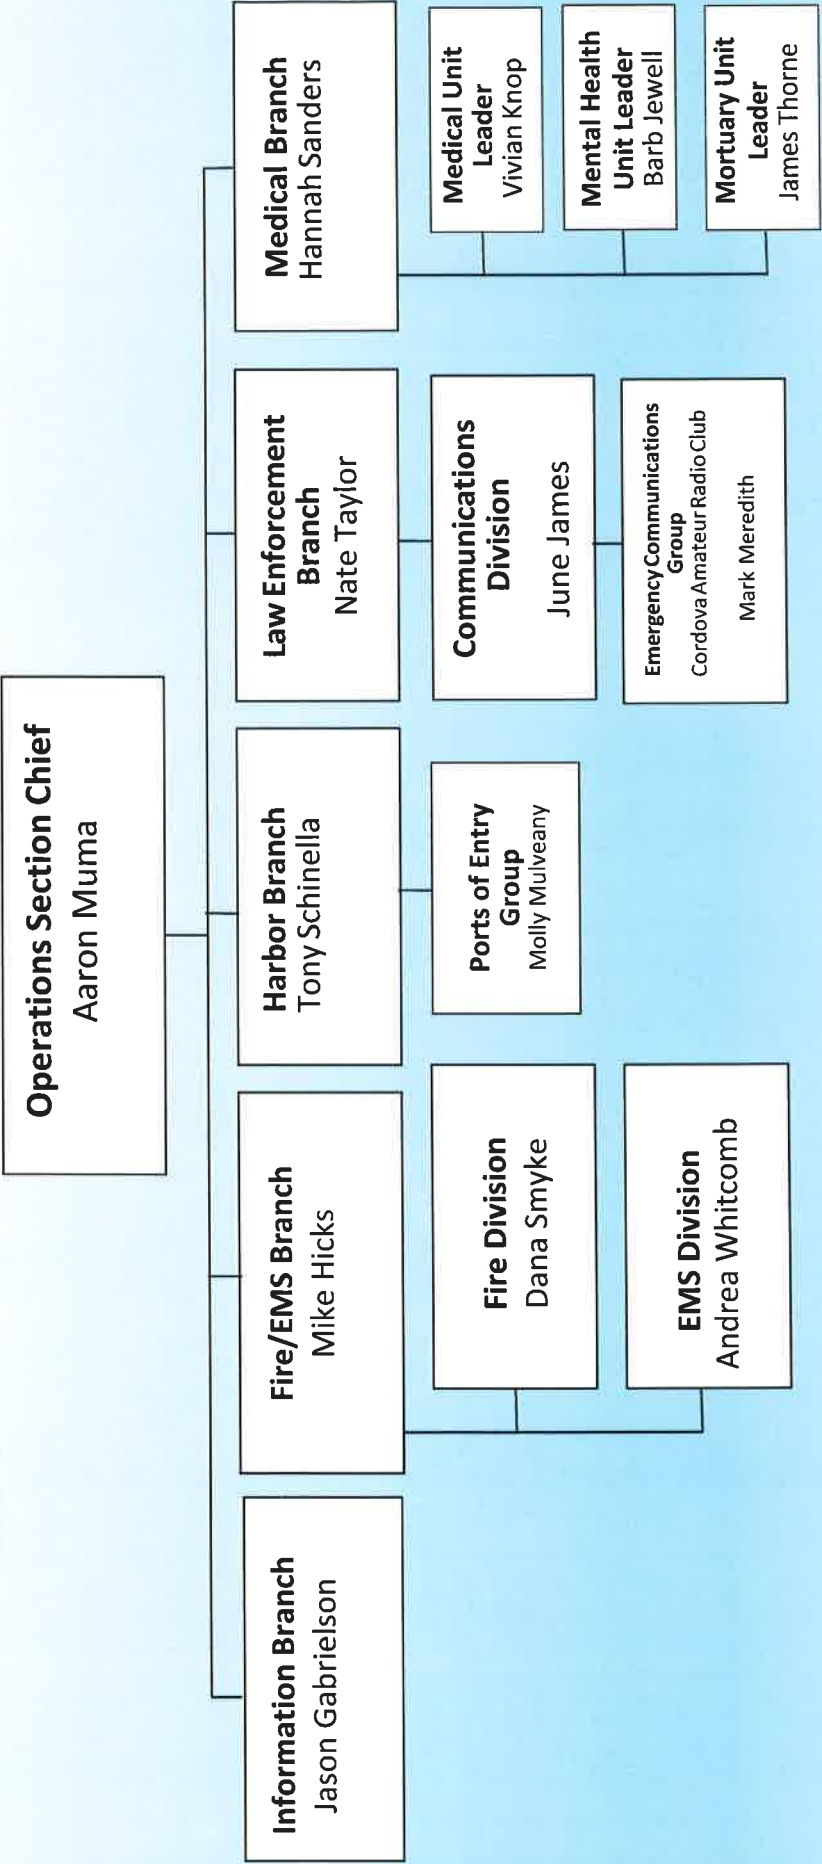 Operations Section Chief
Aaron Muma
Information Branch
Jason Gabrielson
Fire/EMS Branch
Mike Hicks
Harbor Branch
Tony Schinella
Law Enforcement
Branch
Nate Taylor
Medical Branch
Hannah Sanders
Fire Division
Dana Smyke
EMS Division
Andrea Whitcomb
Ports of Entry
Group
Molly Mulveany
Communications
Division
June James
Emergency Communications
Group
Cordova Amateur Radio Club
Mark Meredith
Medical Unit
Leader
Vivian Knop
Mental Health
Unit Leader
Barb Jewell
Mortuary Unit
Leader
James Thorne